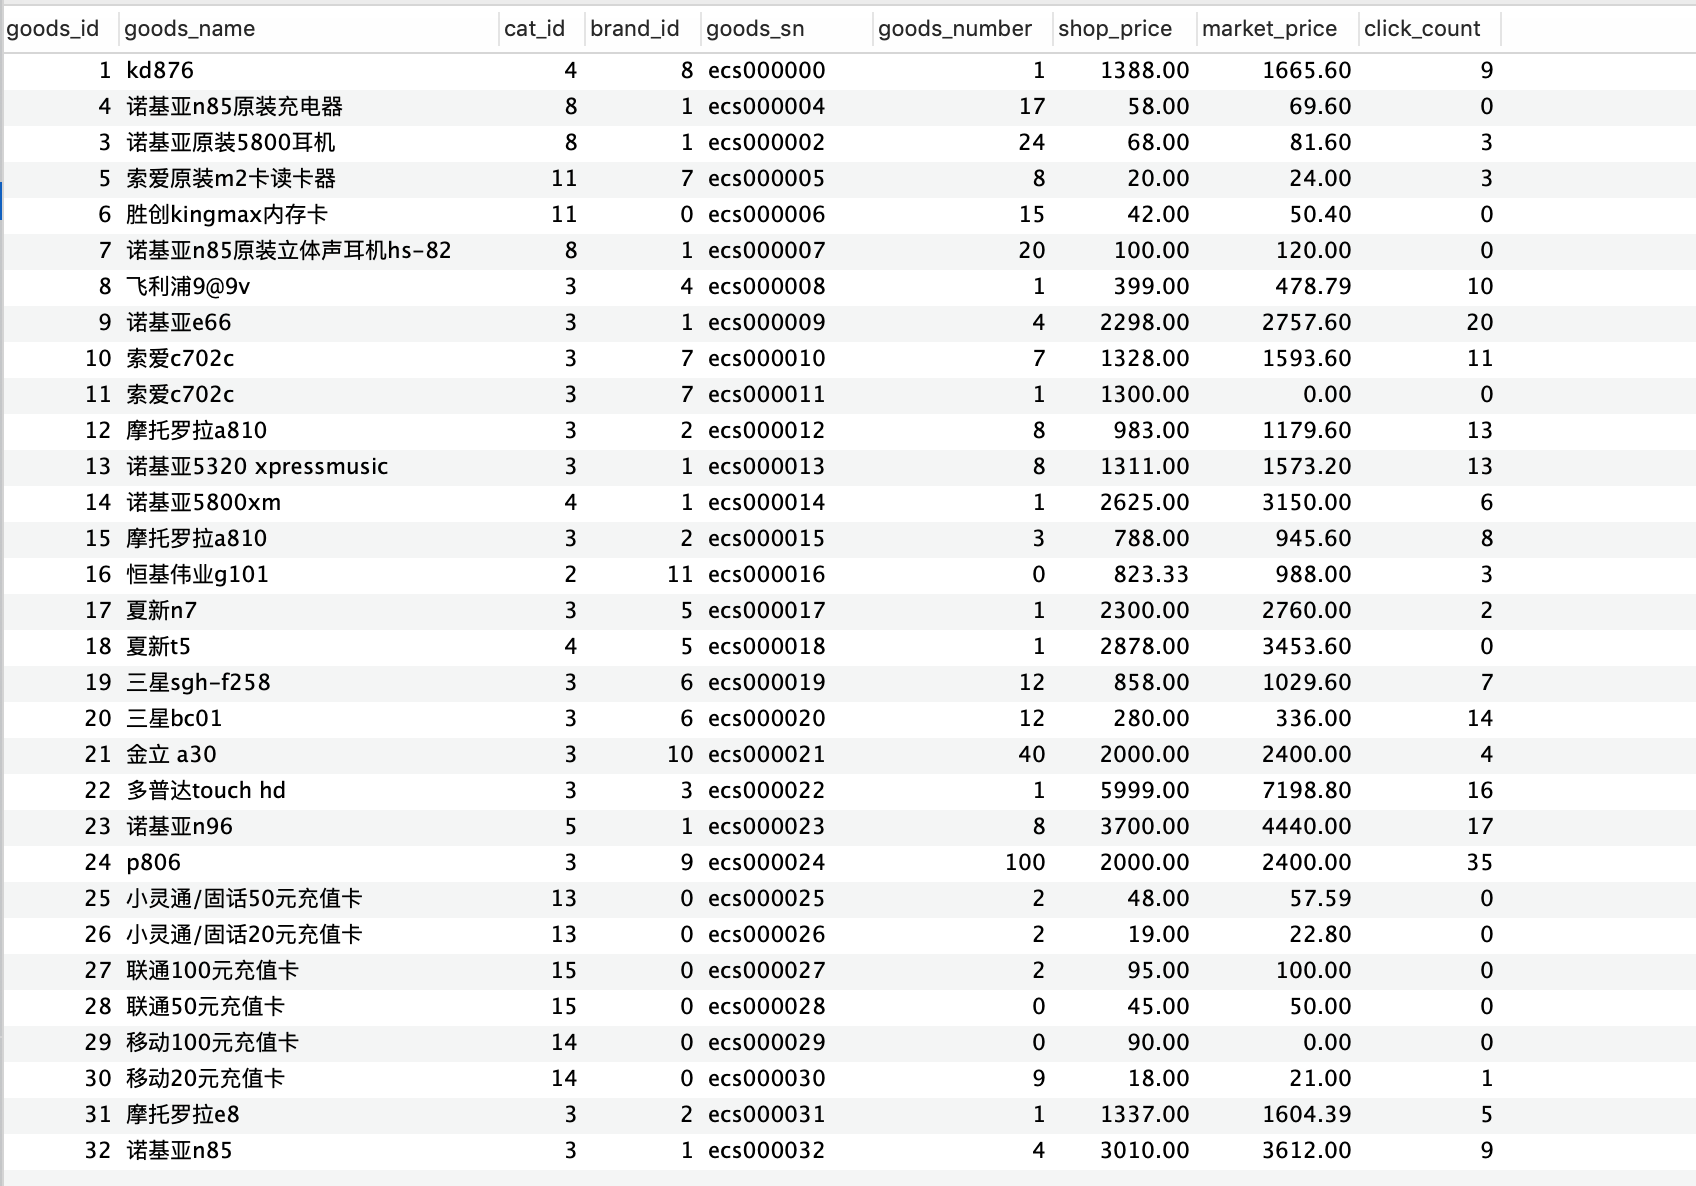 goods_id goods_name cat_id brand_id goods_sn goods_number shop_price market_price click_count
1 kd876 4 8 ecs000000 1 1388.00 1665.60 9
4 诺基亚n85原装充电器 8 1 ecs000004 17 58.00 69.60 0
3 诺基亚原装5800耳机 8 1 ecs000002 24 68.00 81.60 3
5 索爱原装m2卡读卡器 11 7 ecs000005 8 20.00 24.00 3
6 胜创kingmax内存卡 11 0 ecs000006 15 42.00 50.40 0
7 诺基亚n85原装立体声耳机hs-82 8 1 ecs000007 20 100.00 120.00 0
8 飞利浦9@9v 3 4 ecs000008 1 399.00 478.79 10
9 诺基亚e66 3 1 ecs000009 4 2298.00 2757.60 20
10 索爱c702c 3 7 ecs000010 7 1328.00 1593.60 11
11 索爱c702c 3 7 ecs000011 1 1300.00 0.00 0
12 摩托罗拉a810 3 2 ecs000012 8 983.00 1179.60 13
13 诺基亚5320 xpressmusic 3 1 ecs000013 8 1311.00 1573.20 13
14 诺基亚5800xm 4 1 ecs000014 1 2625.00 3150.00 6
15 摩托罗拉a810 3 2 ecs000015 3 788.00 945.60 8
16 恒基伟业g101 2 11 ecs000016 0 823.33 988.00 3
17 夏新n7 3 5 ecs000017 1 2300.00 2760.00 2
18 夏新t5 4 5 ecs000018 1 2878.00 3453.60 0
19 三星sgh-f258 3 6 ecs000019 12 858.00 1029.60 7
20 三星bc01 3 6 ecs000020 12 280.00 336.00 14
21 金立 a30 3 10 ecs000021 40 2000.00 2400.00 4
22 多普达touch hd 3 3 ecs000022 1 5999.00 7198.80 16
23 诺基亚n96 5 1 ecs000023 8 3700.00 4440.00 17
24 p806 3 9 ecs000024 100 2000.00 2400.00 35
25 小灵通/固话50元充值卡 13 0 ecs000025 2 48.00 57.59 0
26 小灵通/固话20元充值卡 13 0 ecs000026 2 19.00 22.80 0
27 联通100元充值卡 15 0 ecs000027 2 95.00 100.00 0
28 联通50元充值卡 15 0 ecs000028 0 45.00 50.00 0
29 移动100元充值卡 14 0 ecs000029 0 90.00 0.00 0
30 移动20元充值卡 14 0 ecs000030 9 18.00 21.00 1
31 摩托罗拉e8 3 2 ecs000031 1 1337.00 1604.39 5
32 诺基亚n85 3 1 ecs000032 4 3010.00 3612.00 9